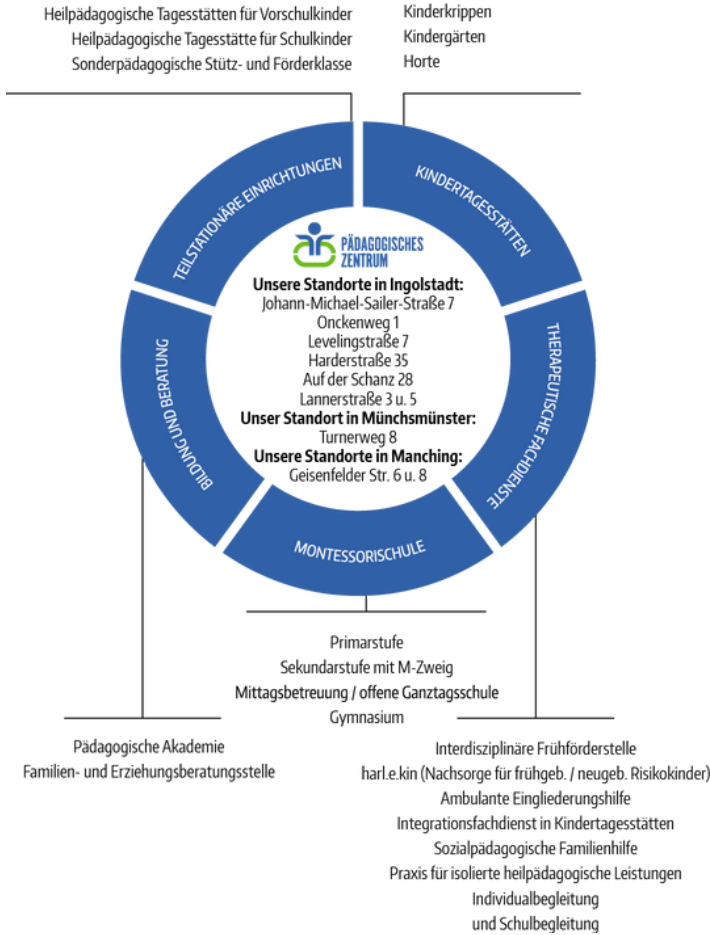 Heilpädagogische Tagesstätten für Vorschulkinder
Heilpädagogische Tagesstätte für Schulkinder
Sonderpädagogische Stütz- und Förderklasse
Kinderkrippen
Kindergärten
Horte
TEILSTATIONÄRE EINRICHTUNGEN
KINDERTAGESSTÄTTEN
PÄDAGOGISCHES
ZENTRUM
Unsere Standorte in Ingolstadt:
Johann-Michael-Sailer-Straße 7
Onckenweg 1
Levelingstraße 7
Harderstraße 35
Auf der Schanz 28
Lannerstraße 3 u. 5
Unser Standort in Münchsmünster:
Turnerweg 8
Unsere Standorte in Manching:
Geisenfelder Str. 6 u. 8
BILDUNG UND BERATUNG
THERAPEUTISCHE FACHDIENSTE
MONTESSORISCHULE
Primarstufe
Sekundarstufe mit M-Zweig
Mittagsbetreuung / offene Ganztagsschule
Gymnasium
Pädagogische Akademie
Familien- und Erziehungsberatungsstelle
Interdisziplinäre Frühförderstelle
harl.e.kin (Nachsorge für frühgeb. / neugeb. Risikokinder)
Ambulante Eingliederungshilfe
Integrationsfachdienst in Kindertagesstätten
Sozialpädagogische Familienhilfe
Praxis für isolierte heilpädagogische Leistungen
Individualbegleitung
und Schulbegleitung